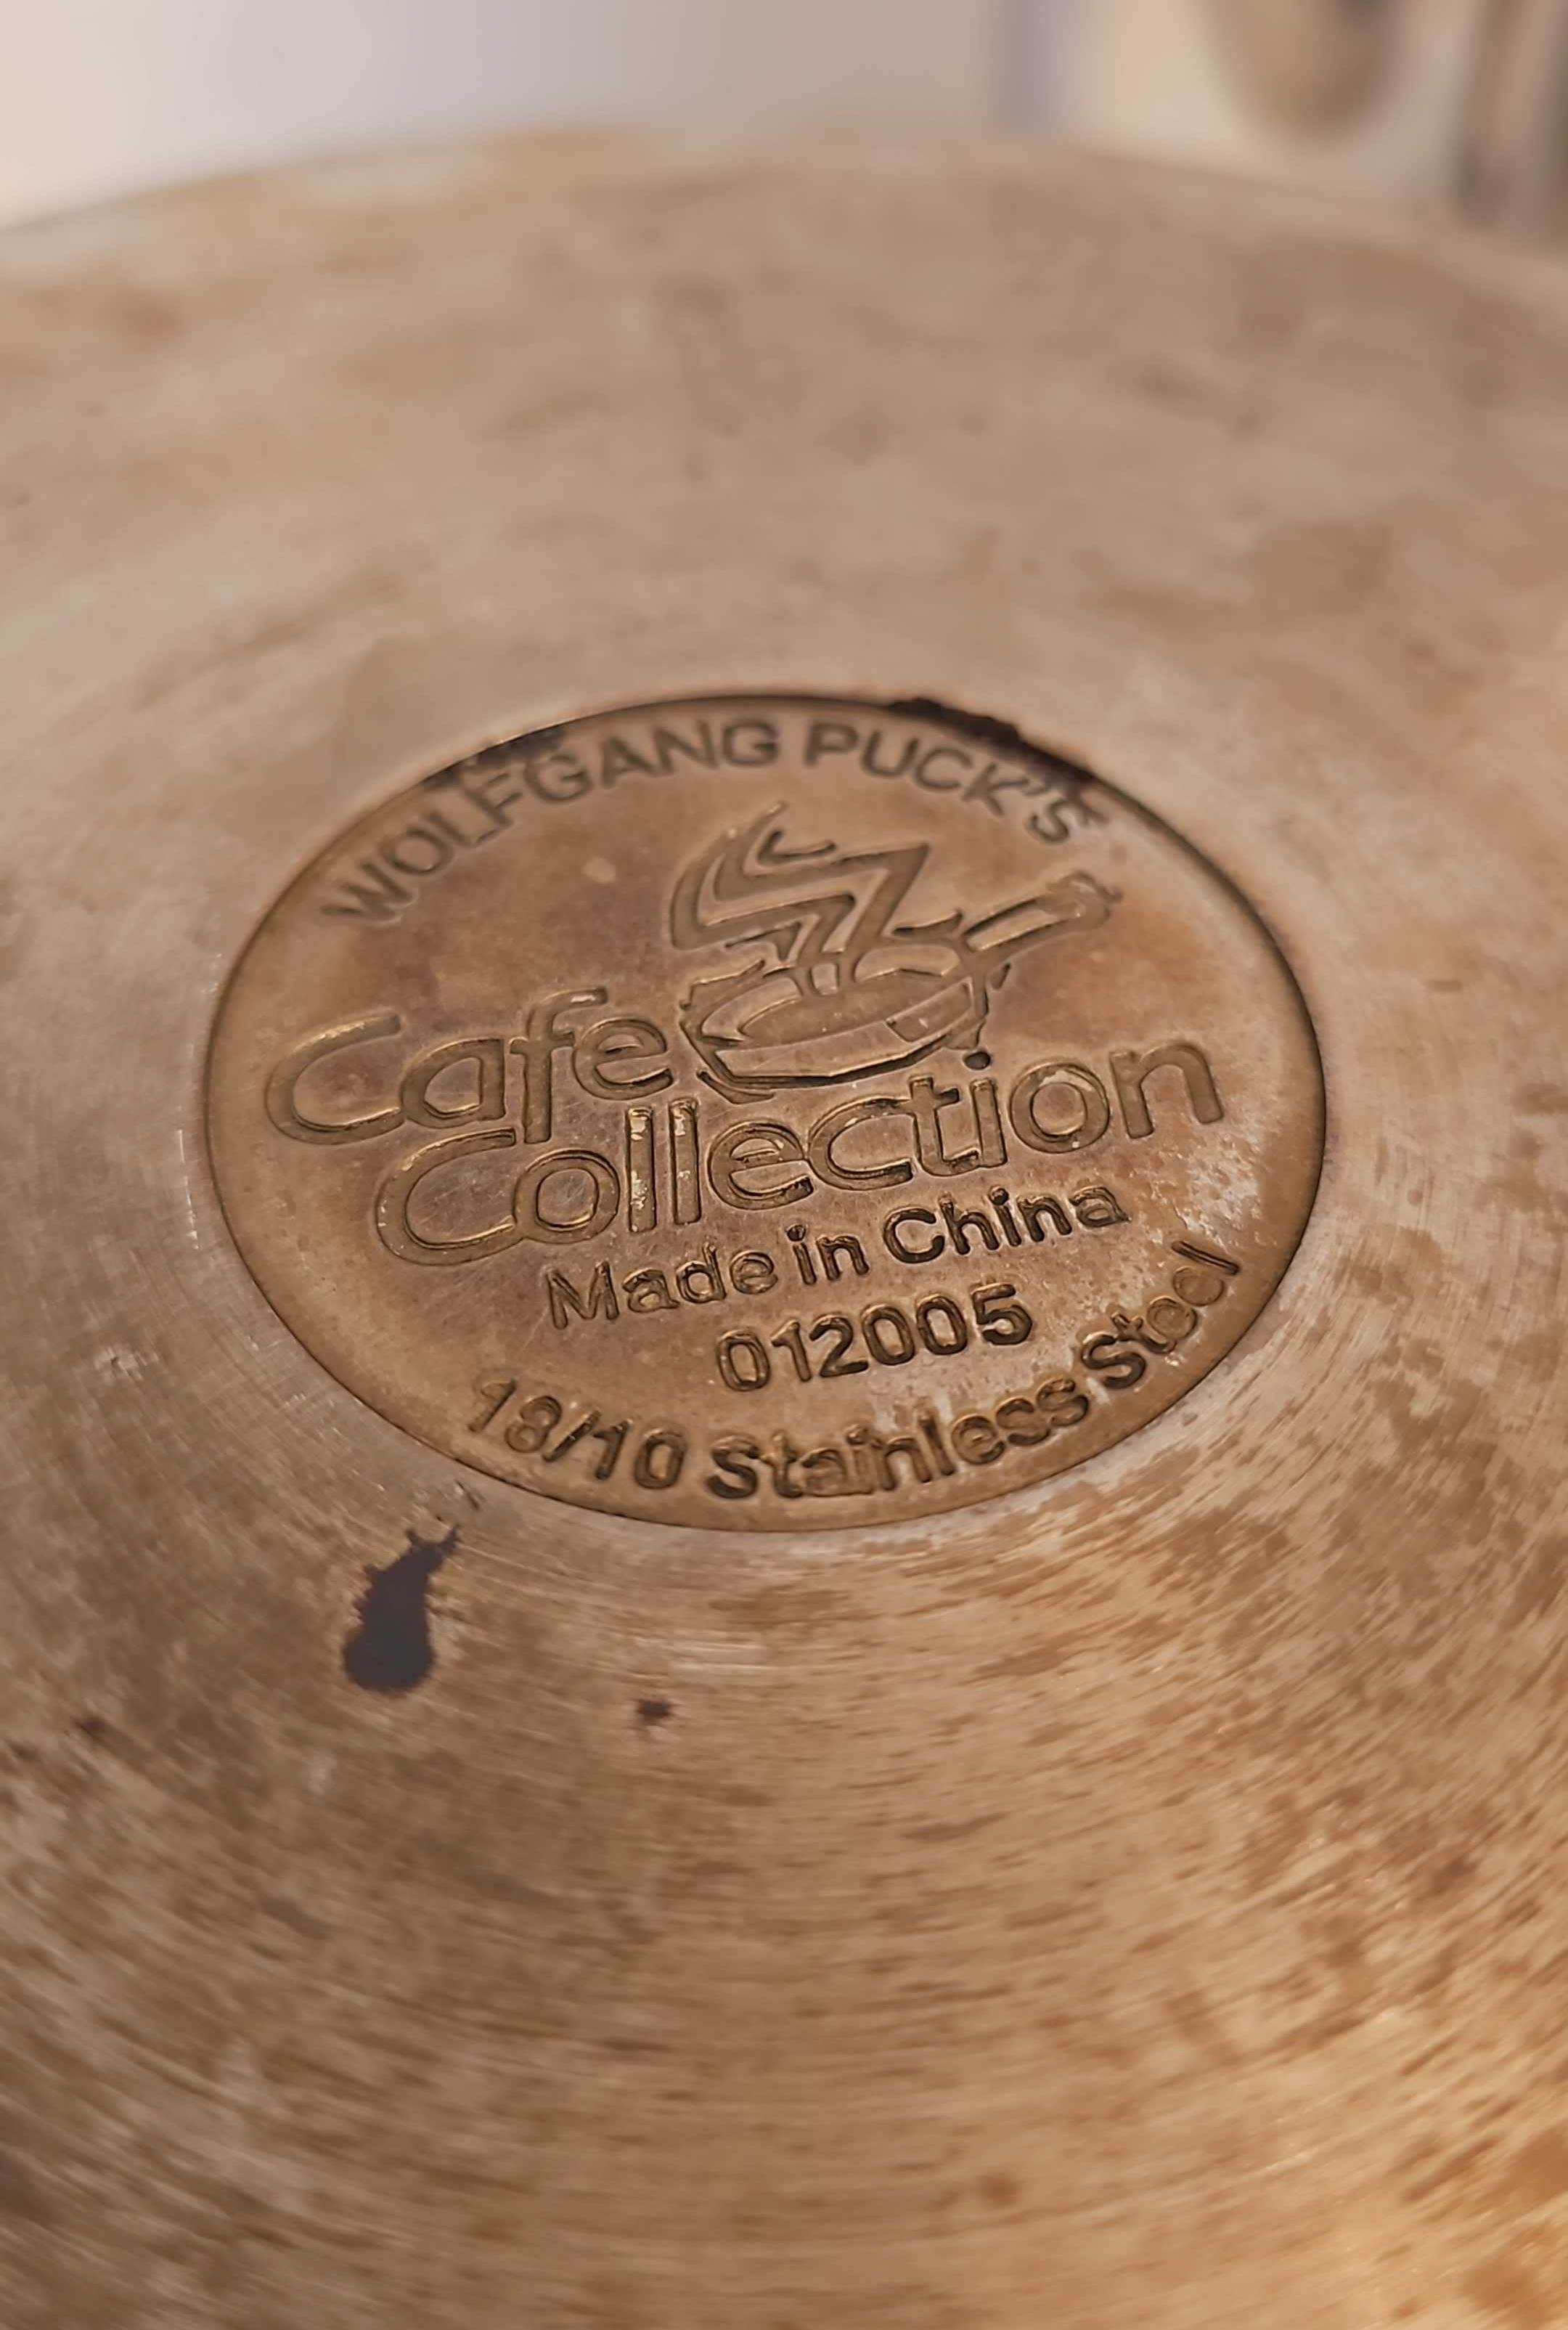 WOLFGANG PUCK'S
Cafe
Collection
Made in China
012005
18/10 Stainless Steel